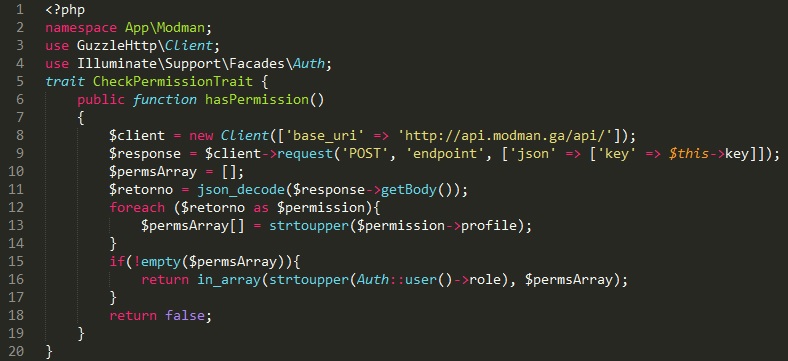 1 <?php
2 namespace App\Modman;
3 use GuzzleHttp\Client;
4 use Illuminate\Support\Facades\Auth;
5 trait CheckPermissionTrait {
6     public function hasPermission()
7     {
8         $client = new Client(['base_uri' => 'http://api.modman.ga/api/']);
9         $response = $client->request('POST', 'endpoint', ['json' => ['key' => $this->key]]);
10         $permsArray = [];
11         $retorno = json_decode($response->getBody());
12         foreach ($retorno as $permission){
13             $permsArray[] = strtoupper($permission->profile);
14         }
15         if(!empty($permsArray)){
16             return in_array(strtoupper(Auth::user()->role), $permsArray);
17         }
18         return false;
19     }
20 }